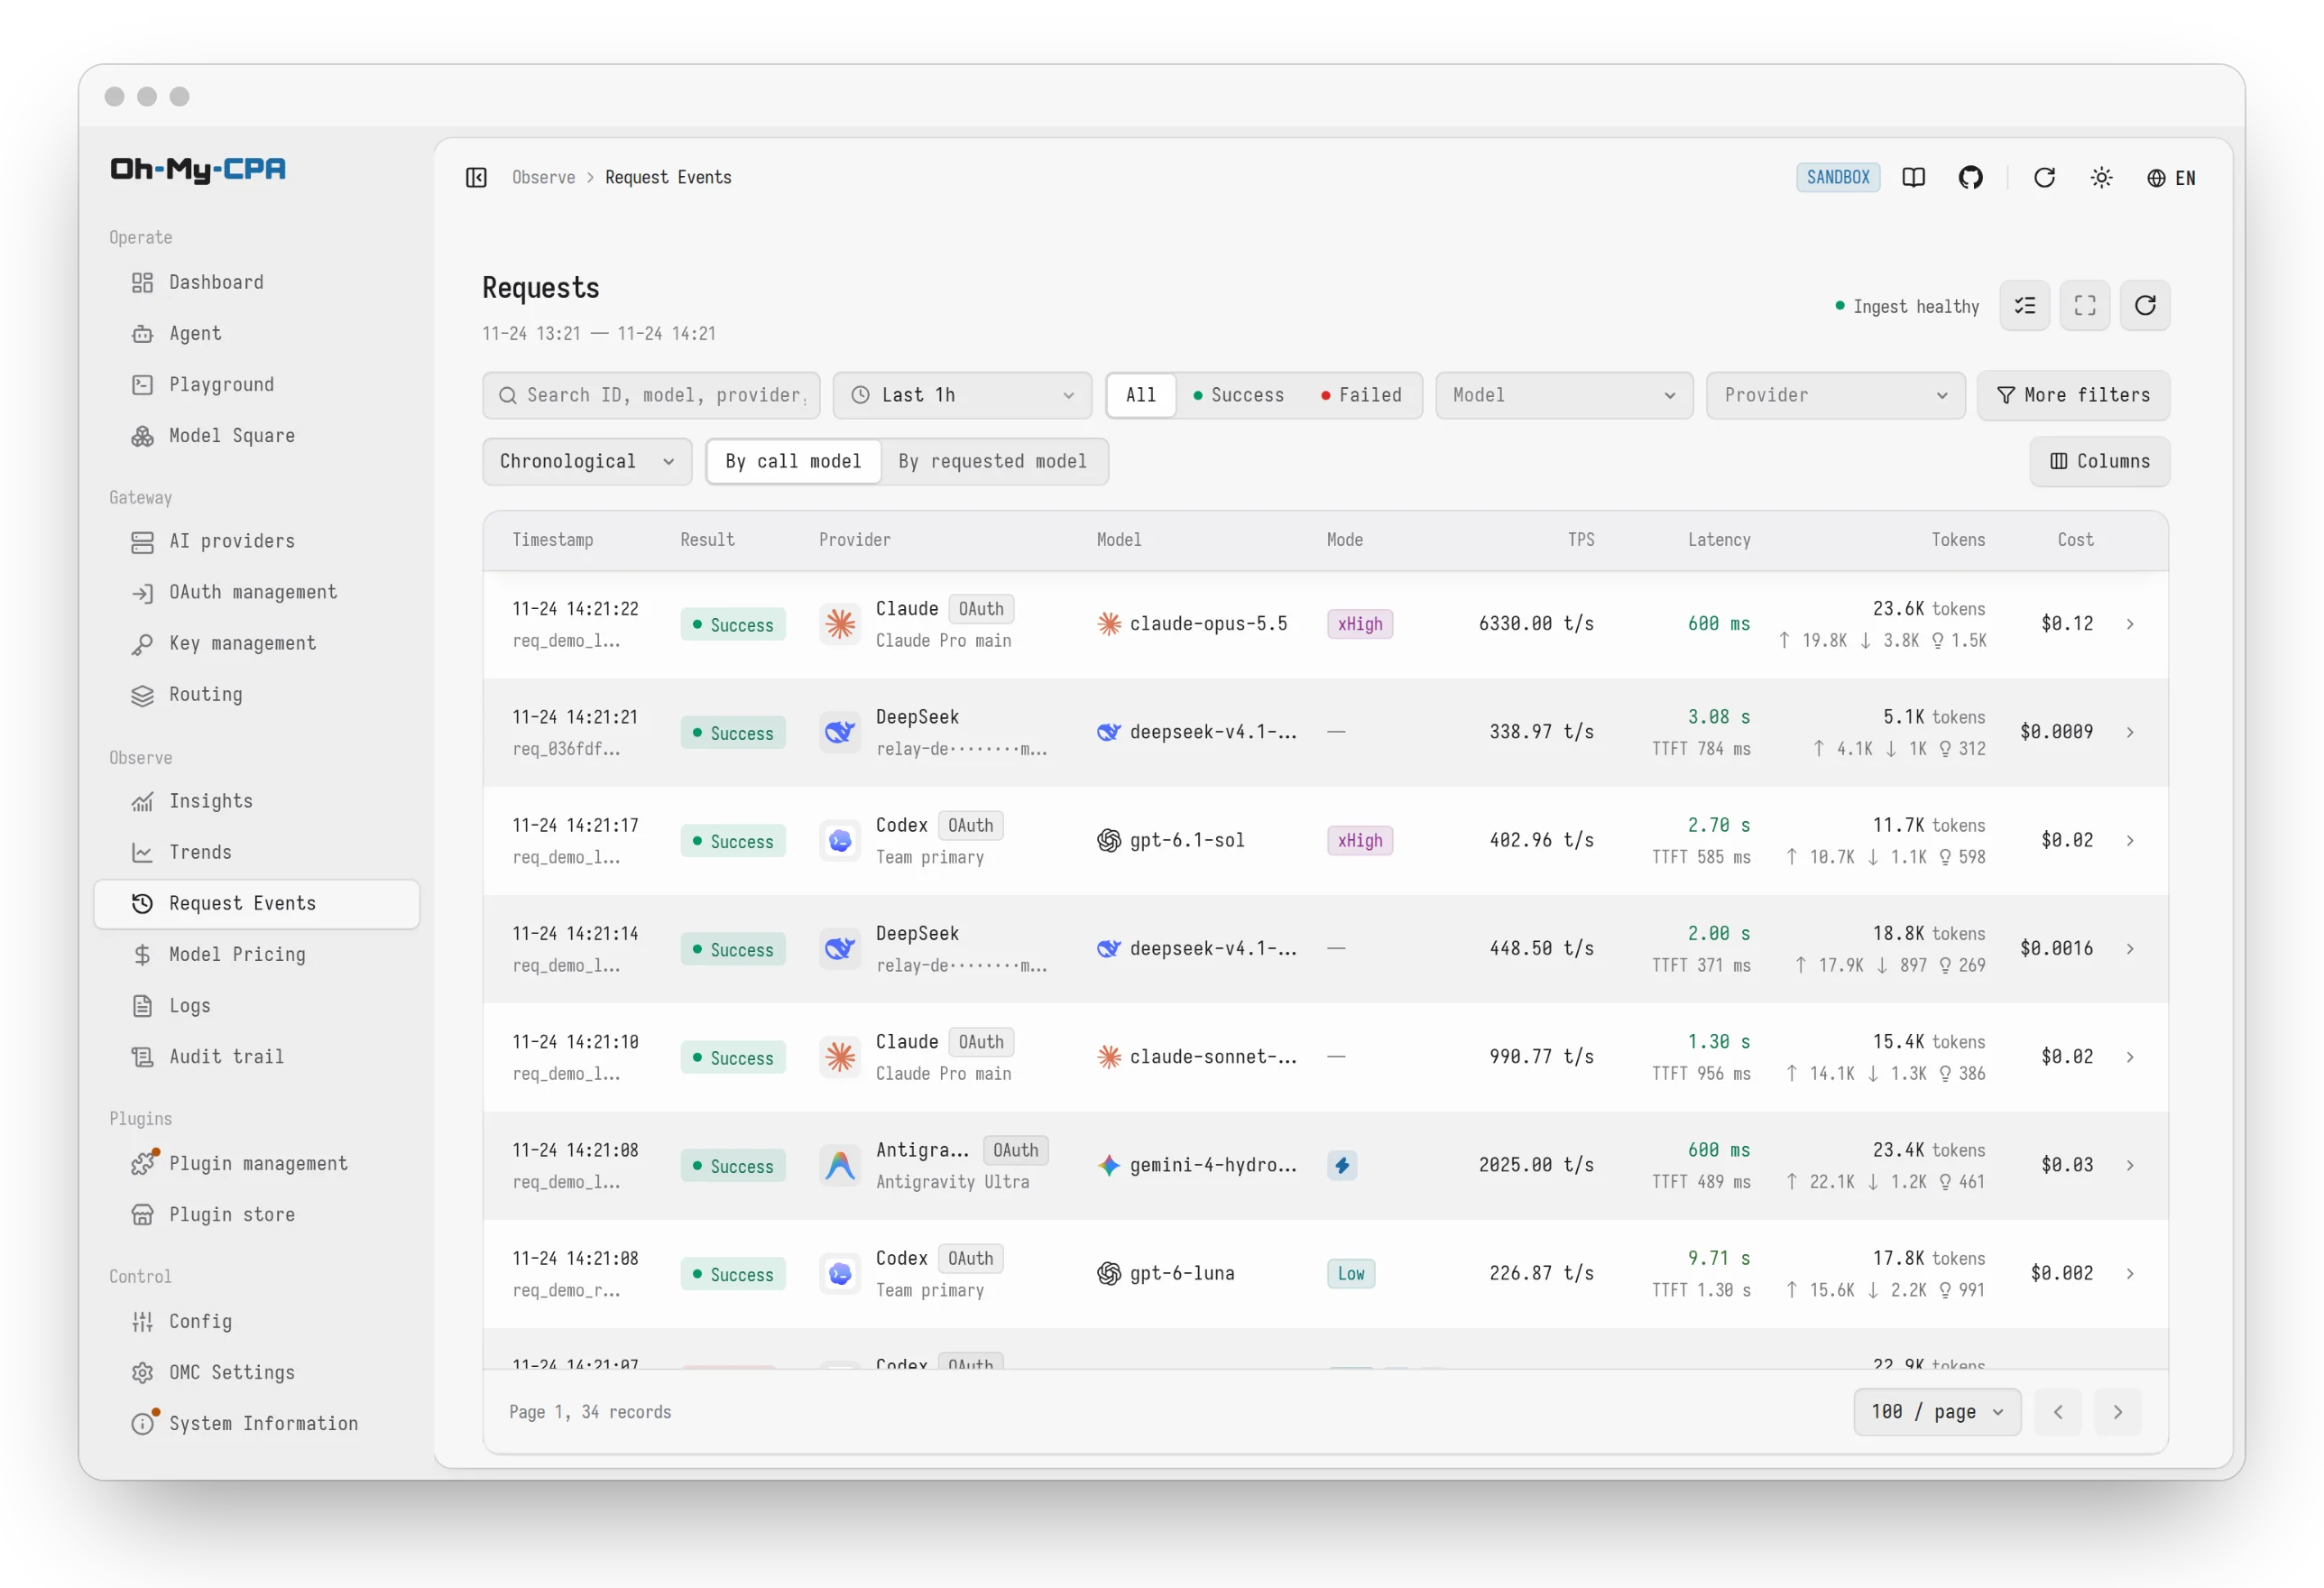 Oh-My-CPA
Operate
Dashboard
Agent
Playground
Model Square
Gateway
AI providers
OAuth management
Key management
Routing
Observe
Insights
Trends
Request Events
Model Pricing
Logs
Audit trail
Plugins
Plugin management
Plugin store
Control
Config
OMC Settings
System Information
Observe > Request Events
SANDBOX
EN
Requests
11-24 13:21 — 11-24 14:21
Ingest healthy
Search ID, model, provider,
Last 1h
All Success Failed
Model
Provider
More filters
Chronological
By call model By requested model
Columns
Timestamp Result Provider Model Mode TPS Latency Tokens Cost
11-24 14:21:22 Success Claude OAuth claude-opus-5.5 xHigh 6330.00 t/s 600 ms 23.6K tokens $0.12
req_demo_l... Claude Pro main ↑ 19.8K ↓ 3.8K 1.5K
11-24 14:21:21 Success DeepSeek deepseek-v4.1-... — 338.97 t/s 3.08 s 5.1K tokens $0.0009
req_036fdf... relay-de········m... TTFT 784 ms ↑ 4.1K ↓ 1K 312
11-24 14:21:17 Success Codex OAuth gpt-6.1-sol xHigh 402.96 t/s 2.70 s 11.7K tokens $0.02
req_demo_l... Team primary TTFT 585 ms ↑ 10.7K ↓ 1.1K 598
11-24 14:21:14 Success DeepSeek deepseek-v4.1-... — 448.50 t/s 2.00 s 18.8K tokens $0.0016
req_demo_l... relay-de········m... TTFT 371 ms ↑ 17.9K ↓ 897 269
11-24 14:21:10 Success Claude OAuth claude-sonnet-... — 990.77 t/s 1.30 s 15.4K tokens $0.02
req_demo_l... Claude Pro main TTFT 956 ms ↑ 14.1K ↓ 1.3K 386
11-24 14:21:08 Success Antigra... OAuth gemini-4-hydro... 2025.00 t/s 600 ms 23.4K tokens $0.03
req_demo_l... Antigravity Ultra TTFT 489 ms ↑ 22.1K ↓ 1.2K 461
11-24 14:21:08 Success Codex OAuth gpt-6-luna Low 226.87 t/s 9.71 s 17.8K tokens $0.002
req_demo_r... Team primary TTFT 1.30 s ↑ 15.6K ↓ 2.2K 991
11-24 14:21:07 Codex OAuth 22.9K tokens
Page 1, 34 records
100 / page